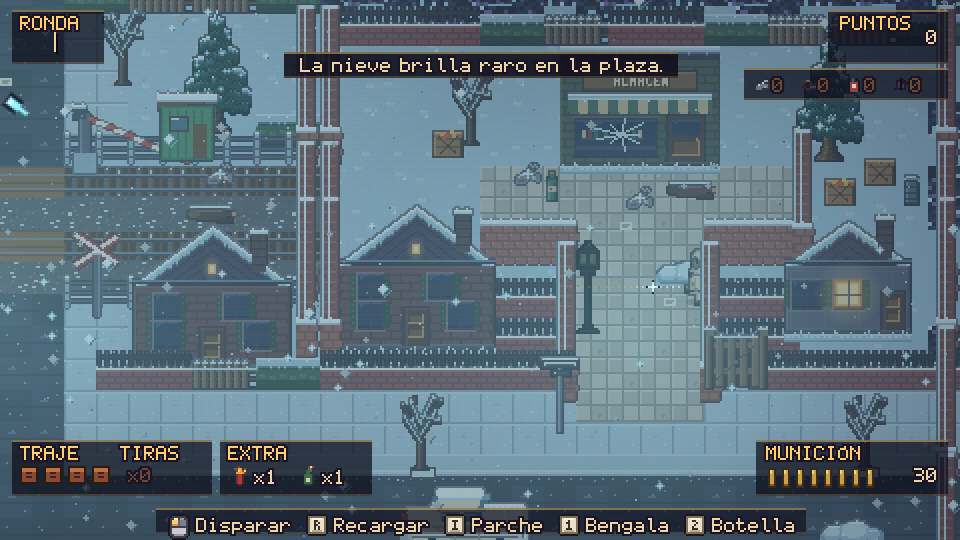 RONDA
|
PUNTOS
0
La nieve brilla raro en la plaza.
0 0 0 0
ALMACEN
TRAJE TIRAS
x0
EXTRA
x1 x1
MUNICIÓN
30
Disparar R Recargar I Parche 1 Bengala 2 Botella